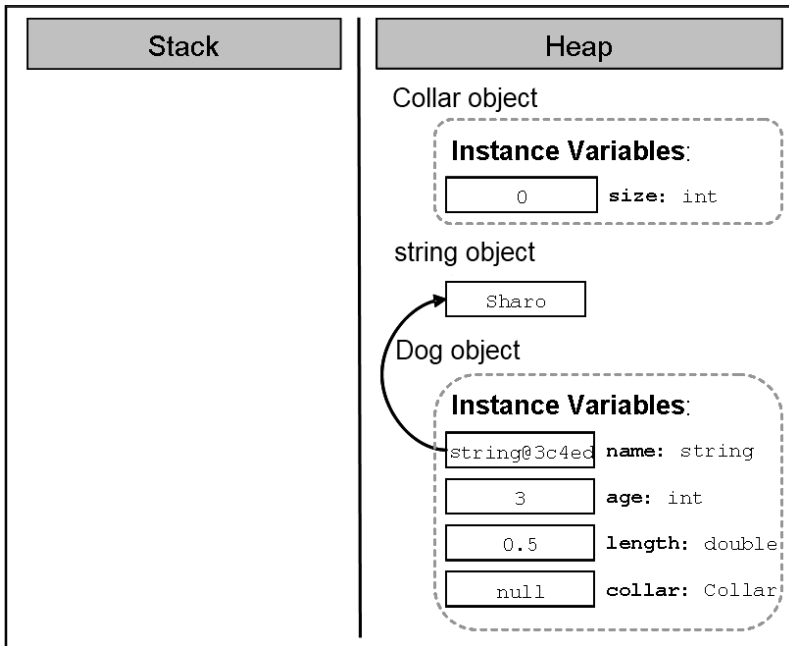 Stack
Heap
Collar object
Instance Variables:
0 size: int
string object
Sharo
Dog object
Instance Variables:
string@3c4ed name: string
3 age: int
0.5 length: double
null collar: Collar